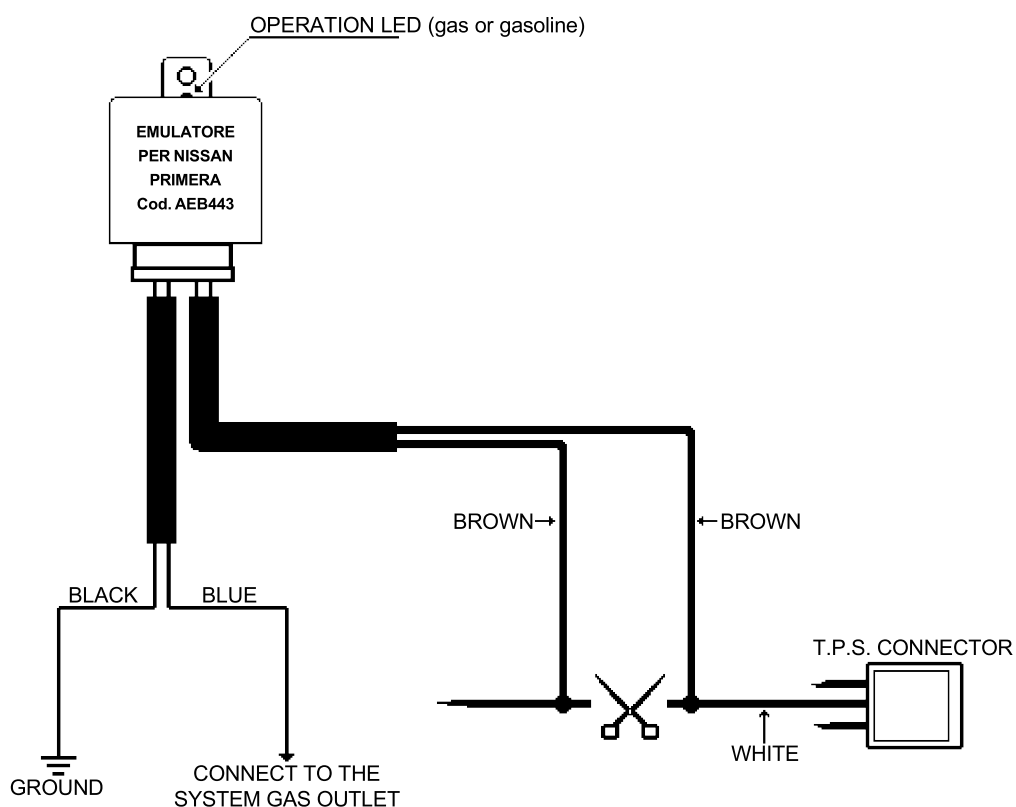 OPERATION LED (gas or gasoline)
EMULATORE
PER NISSAN
PRIMERA
Cod. AEB443
BROWN
BROWN
BLACK
BLUE
T.P.S. CONNECTOR
WHITE
GROUND
CONNECT TO THE
SYSTEM GAS OUTLET